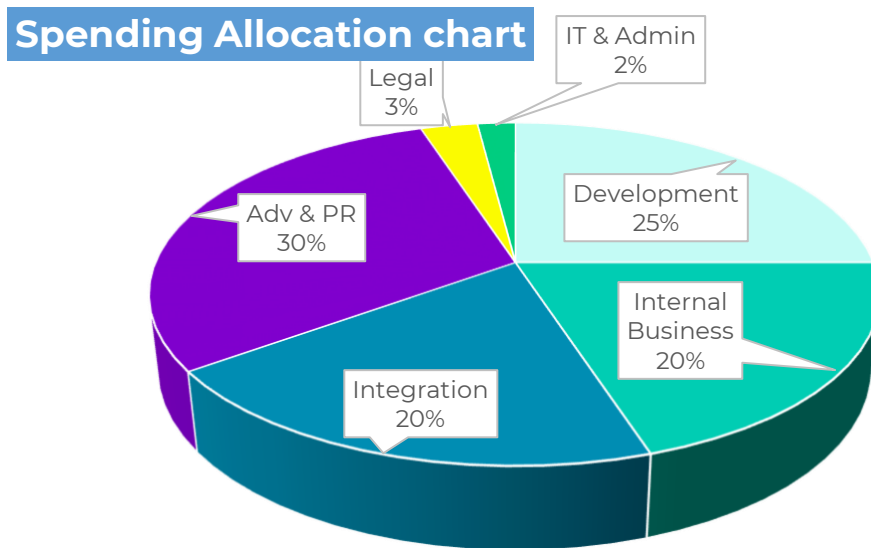 Spending Allocation chart
IT & Admin
2%
Legal
3%
Development
25%
Adv & PR
30%
Internal
Business
20%
Integration
20%